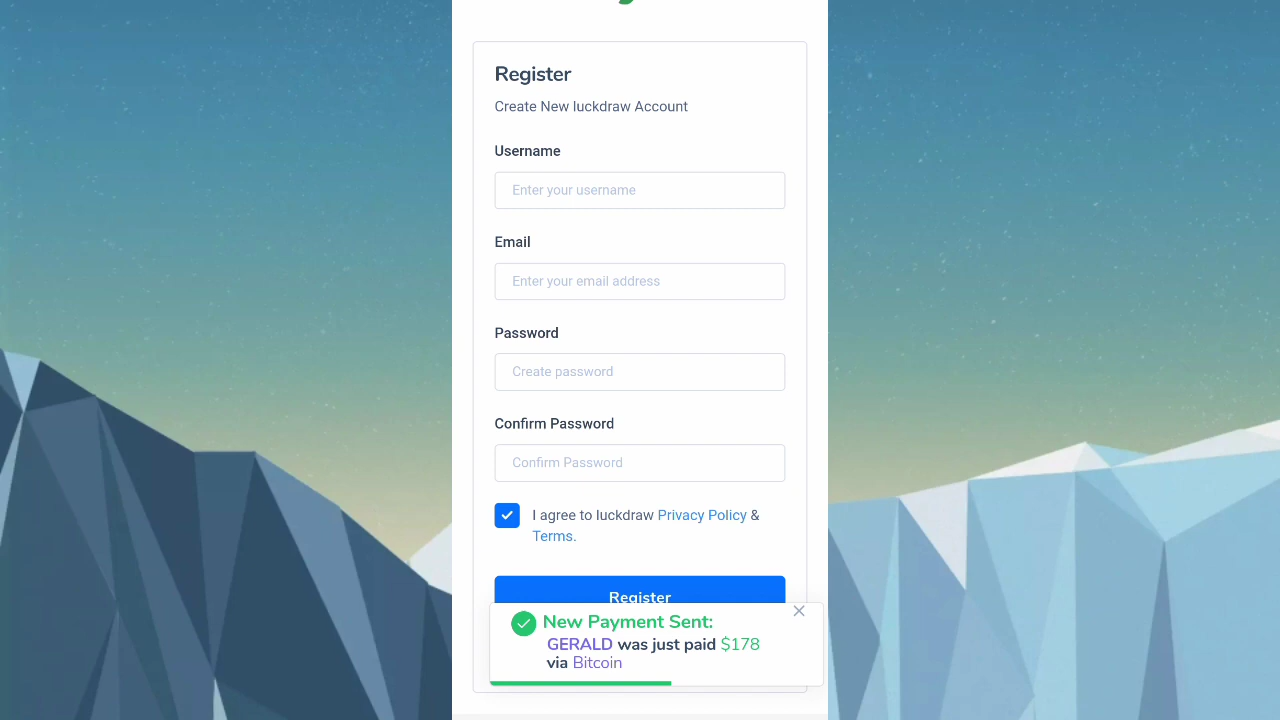 Register
Create New luckdraw Account
Username
Enter your username
Email
Enter your email address
Password
Create password
Confirm Password
Confirm Password
I agree to luckdraw Privacy Policy &
Terms.
Register
New Payment Sent:
GERALD was just paid $178
via Bitcoin